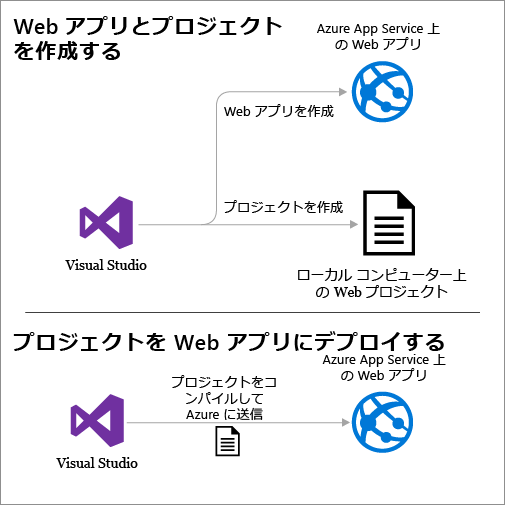 Web アプリとプロジェクト
を作成する
Azure App Service 上
の Web アプリ
Web アプリを作成
プロジェクトを作成
Visual Studio
ローカル コンピューター上
の Web プロジェクト
プロジェクトを Web アプリにデプロイする
Azure App Service 上
の Web アプリ
プロジェクトをコ
ンパイルして
Azure に送信
Visual Studio